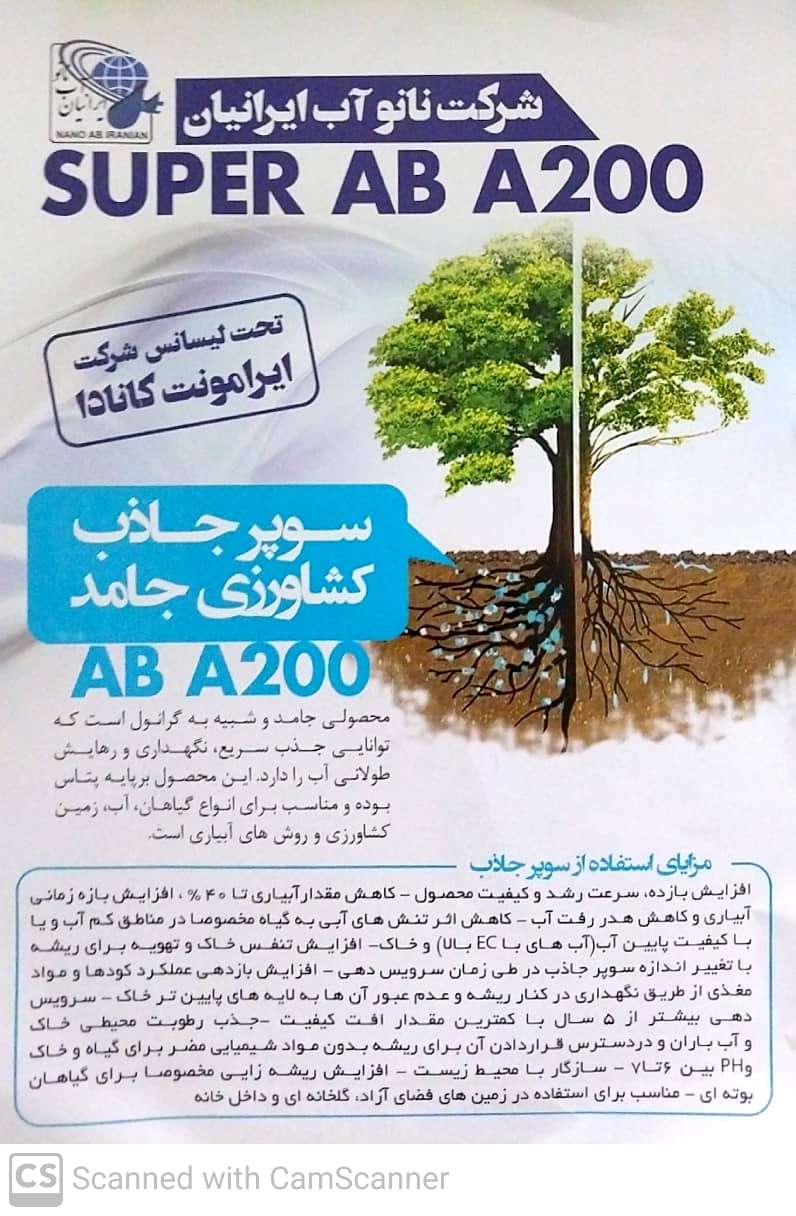 نانو
آب
ایرانیان
NANO AB IRANIAN
شرکت نانو آب ایرانیان
SUPER AB A200
تحت لیسانس شرکت
ایرامونت کانادا
سوپر جاذب
کشاورزی جامد
AB A200
محصولی جامد و شبیه به گرانول است که
توانایی جذب سریع، نگهداری و رهایش
طولانی آب را دارد. این محصول برپایه پتاس
بوده و مناسب برای انواع گیاهان، آب، زمین
کشاورزی و روش های آبیاری است.
مزایای استفاده از سوپر جاذب
افزایش بازده، سرعت رشد و کیفیت محصول - کاهش مقدار آبیاری تا ۴۰ % ، افزایش بازه زمانی
آبیاری و کاهش هدر رفت آب - کاهش اثر تنش های آبی به گیاه مخصوصا در مناطق کم آب و یا
با کیفیت پایین آب(آب های با EC بالا) و خاک- افزایش تنفس خاک و تهویه برای ریشه
با تغییر اندازه سوپر جاذب در طی زمان سرویس دهی - افزایش بازدهی عملکرد کودها و مواد
مغذی از طریق نگهداری در کنار ریشه و عدم عبور آن ها به لایه های پایین تر خاک - سرویس
دهی بیشتر از ۵ سال با کمترین مقدار افت کیفیت -جذب رطوبت محیطی خاک
و آب باران و دردسترس قراردادن آن برای ریشه بدون مواد شیمیایی مضر برای گیاه و خاک
وPH بین ۶تا۷ - سازگار با محیط زیست - افزایش ریشه زایی مخصوصا برای گیاهان
بوته ای - مناسب برای استفاده در زمین های فضای آزاد، گلخانه ای و داخل خانه
CS Scanned with CamScanner